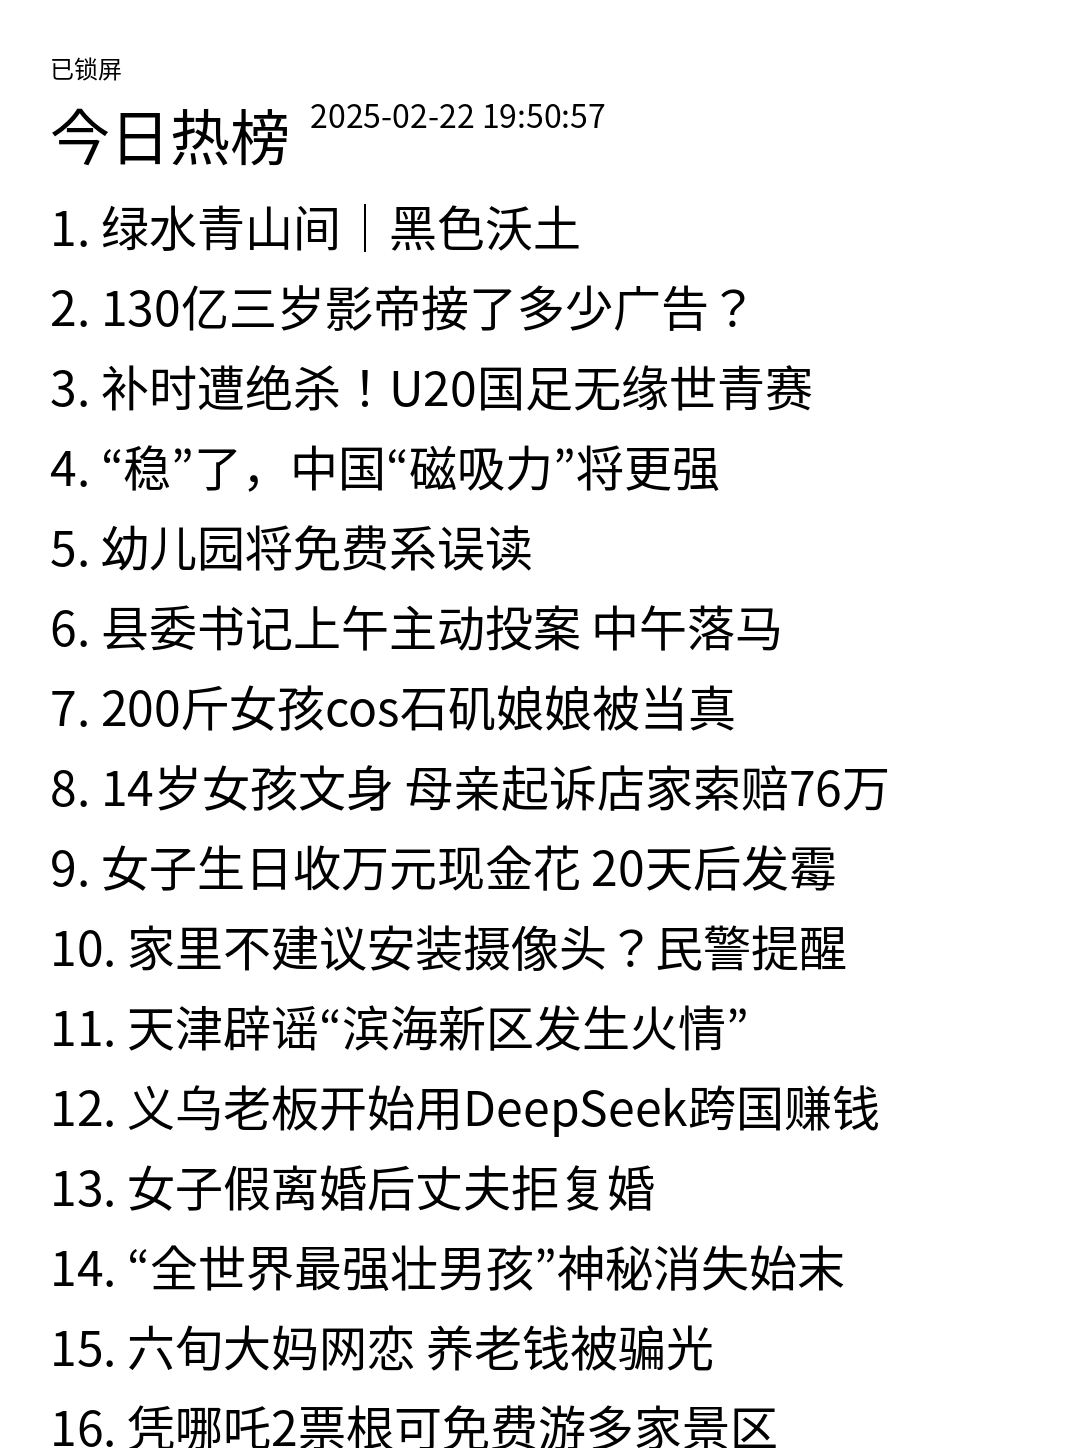 已锁屏
今日热榜 2025-02-22 19:50:57
1. 绿水青山间｜黑色沃土
2. 130亿三岁影帝接了多少广告？
3. 补时遭绝杀！U20国足无缘世青赛
4. “稳”了，中国“磁吸力”将更强
5. 幼儿园将免费系误读
6. 县委书记上午主动投案 中午落马
7. 200斤女孩cos石矶娘娘被当真
8. 14岁女孩文身 母亲起诉店家索赔76万
9. 女子生日收万元现金花 20天后发霉
10. 家里不建议安装摄像头？民警提醒
11. 天津辟谣“滨海新区发生火情”
12. 义乌老板开始用DeepSeek跨国赚钱
13. 女子假离婚后丈夫拒复婚
14. “全世界最强壮男孩”神秘消失始末
15. 六旬大妈网恋 养老钱被骗光
16. 凭哪吒2票根可免费游多家景区